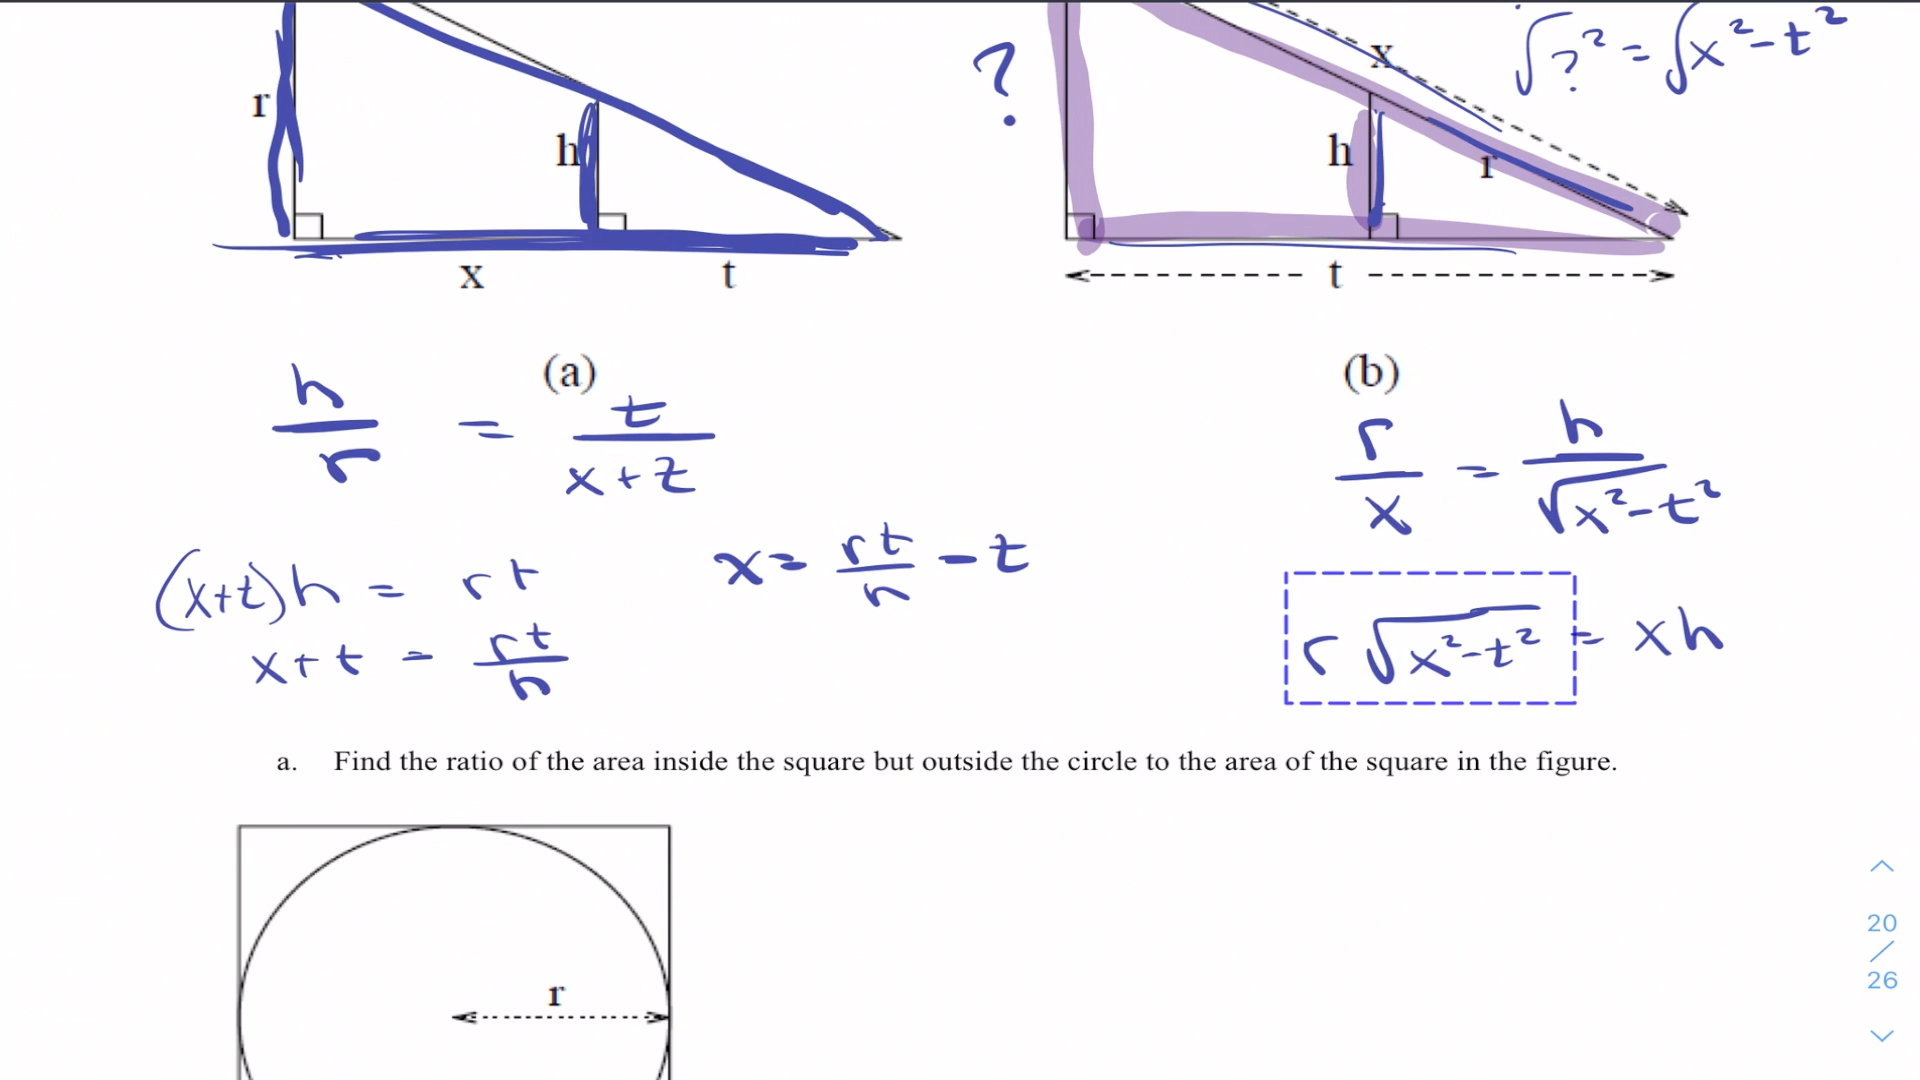 √?² = √x²-t²
r
h
x
t
?
x
h
r
t
(a)
(b)
h/r = t/x+z
r/x = h/√x²-t²
(x+t)h = rt
x = rt/h - t
x+t = rt/h
r√x²-t² = xh
a. Find the ratio of the area inside the square but outside the circle to the area of the square in the figure.
r
20
/
26